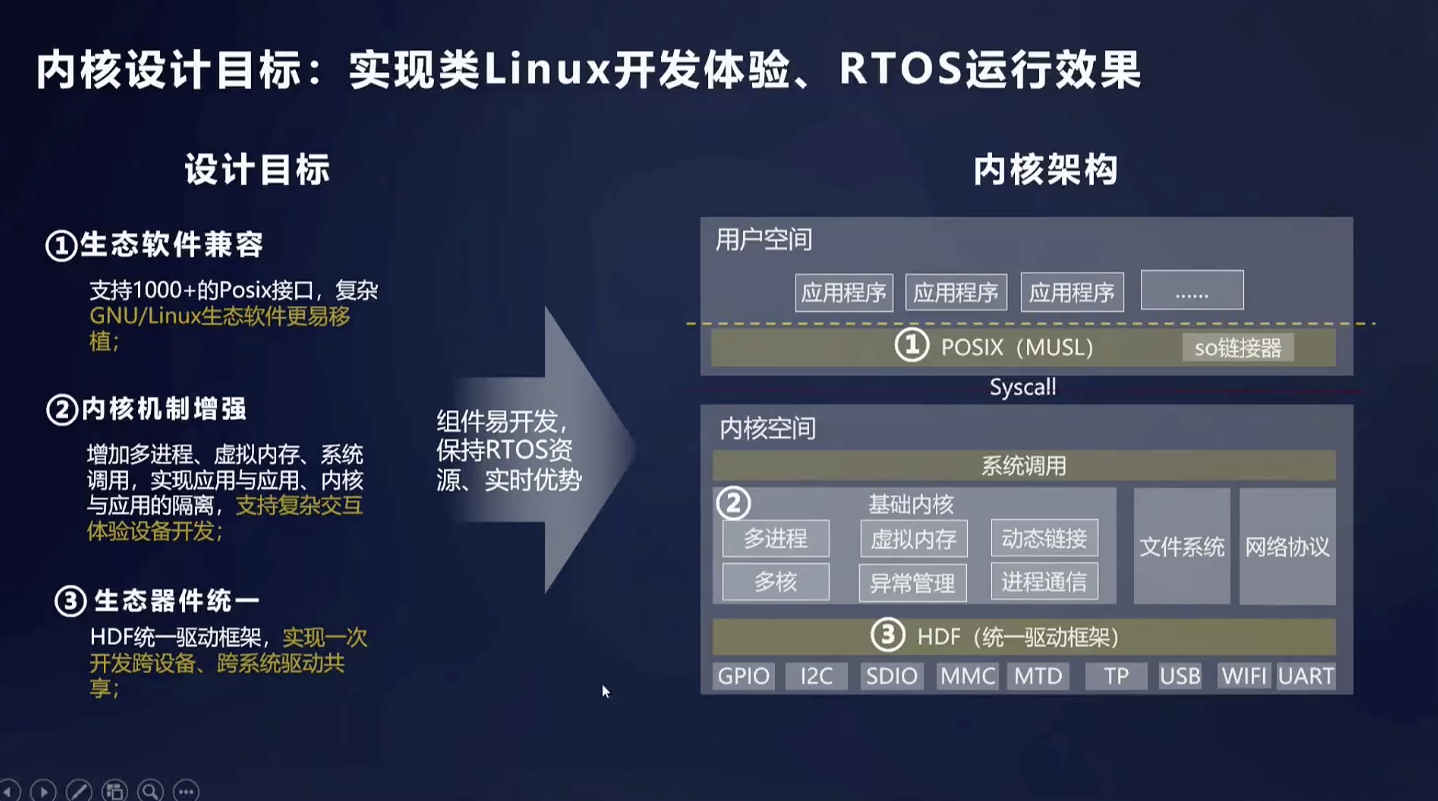 内核设计目标：实现类Linux开发体验、RTOS运行效果
设计目标
①生态软件兼容
支持1000+的Posix接口，复杂
GNU/Linux生态软件更易移
植；
②内核机制增强
增加多进程、虚拟内存、系统
调用，实现应用与应用、内核
与应用的隔离，支持复杂交互
体验设备开发；
③生态器件统一
HDF统一驱动框架，实现一次
开发跨设备、跨系统驱动共
享；
组件易开发，
保持RTOS资
源、实时优势
内核架构
用户空间
应用程序 应用程序 应用程序 ......
① POSIX（MUSL） so链接器
Syscall
内核空间
系统调用
② 基础内核
多进程 虚拟内存 动态链接
多核 异常管理 进程通信
文件系统 网络协议
③ HDF（统一驱动框架）
GPIO I2C SDIO MMC MTD TP USB WIFI UART